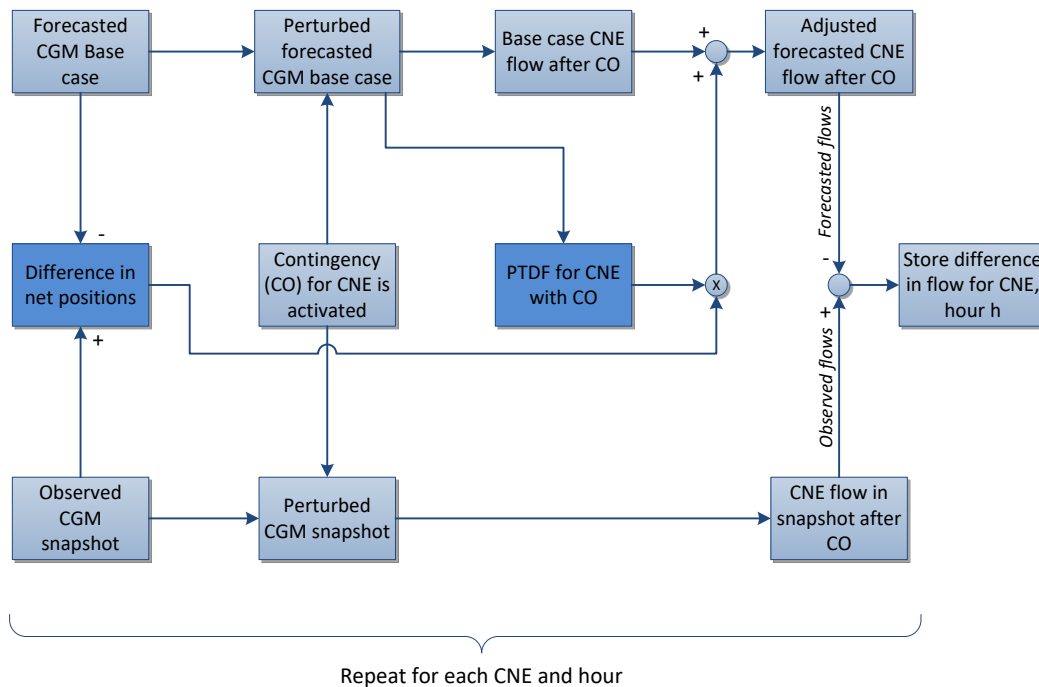 Forecasted
CGM Base
case
Perturbed
forecasted
CGM base case
Base case CNE
flow after CO
+
+
Adjusted
forecasted CNE
flow after CO
Forecasted flows
-
-
Difference in
net positions
+
Contingency
(CO) for CNE is
activated
PTDF for CNE
with CO
x
Store difference
in flow for CNE,
hour h
+
Observed flows
Observed
CGM
snapshot
Perturbed
CGM snapshot
CNE flow in
snapshot after
CO
Repeat for each CNE and hour